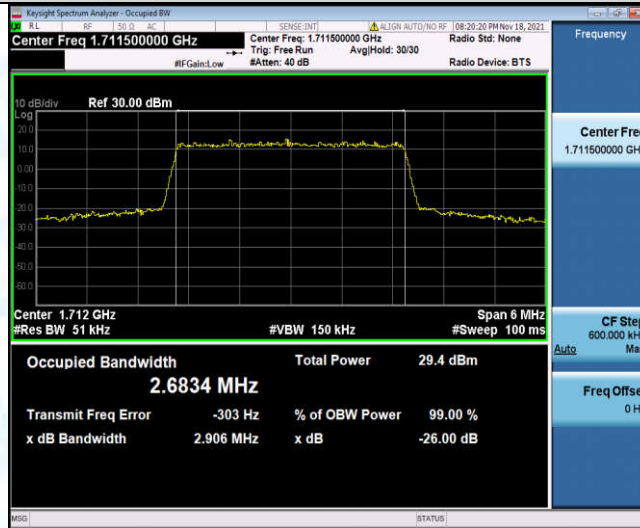 Keysight Spectrum Analyzer - Occupied BW
RL RF 50 Ω AC SENSE:INT ALIGN AUTO/NO RF 08:20:20 PM Nov 18, 2021
Center Freq 1.711500000 GHz
Center Freq: 1.711500000 GHz
Radio Std: None
Trig: Free Run Avg|Hold: 30/30
#IFGain:Low #Atten: 40 dB Radio Device: BTS
10 dB/div Ref 30.00 dBm
Log
20.0
10.0
0.00
-10.0
-20.0
-30.0
-40.0
-50.0
-60.0
Center 1.712 GHz Span 6 MHz
#Res BW 51 kHz #VBW 150 kHz #Sweep 100 ms
Occupied Bandwidth Total Power 29.4 dBm
2.6834 MHz
Transmit Freq Error -303 Hz % of OBW Power 99.00 %
x dB Bandwidth 2.906 MHz x dB -26.00 dB
MSG STATUS
Frequency
Center Fre
1.711500000 GH
CF Ste
600.000 kH
Auto Ma
Freq Offse
0 H